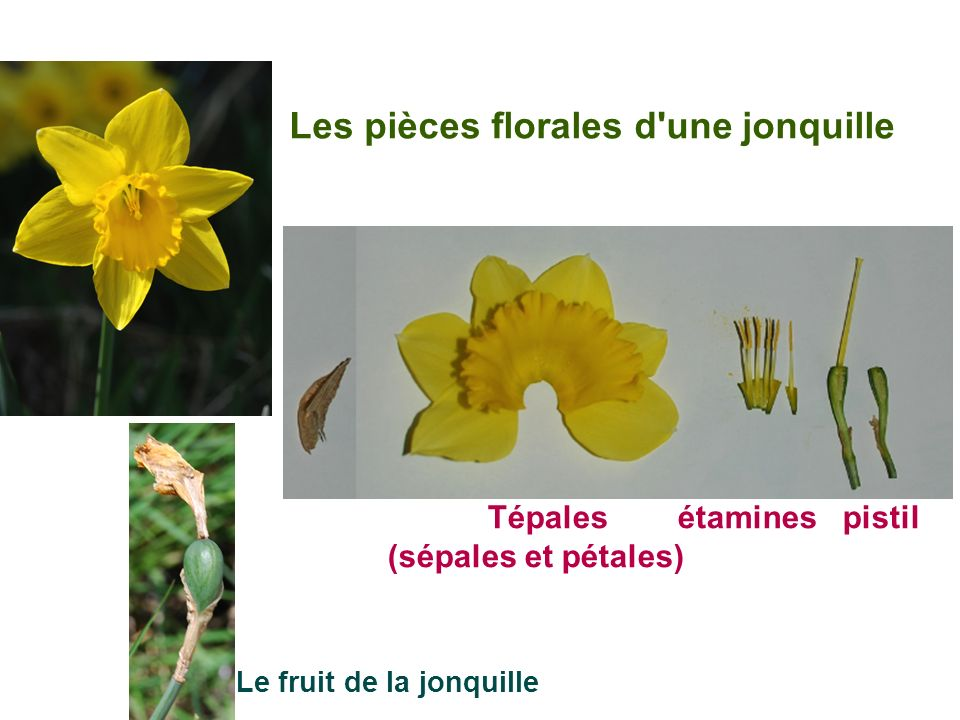 Les pièces florales d'une jonquille
Tépales étamines pistil
(sépales et pétales)
Le fruit de la jonquille